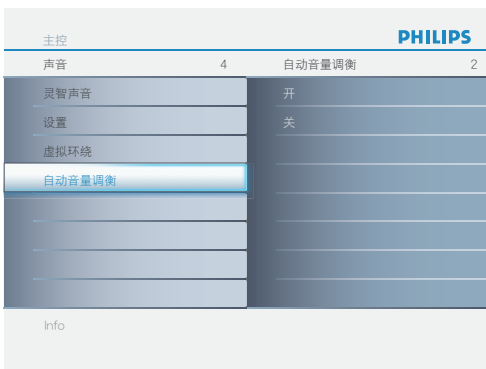 主控 PHILIPS
声音 4 自动音量调衡 2
灵智声音 开
设置 关
虚拟环绕
自动音量调衡
Info